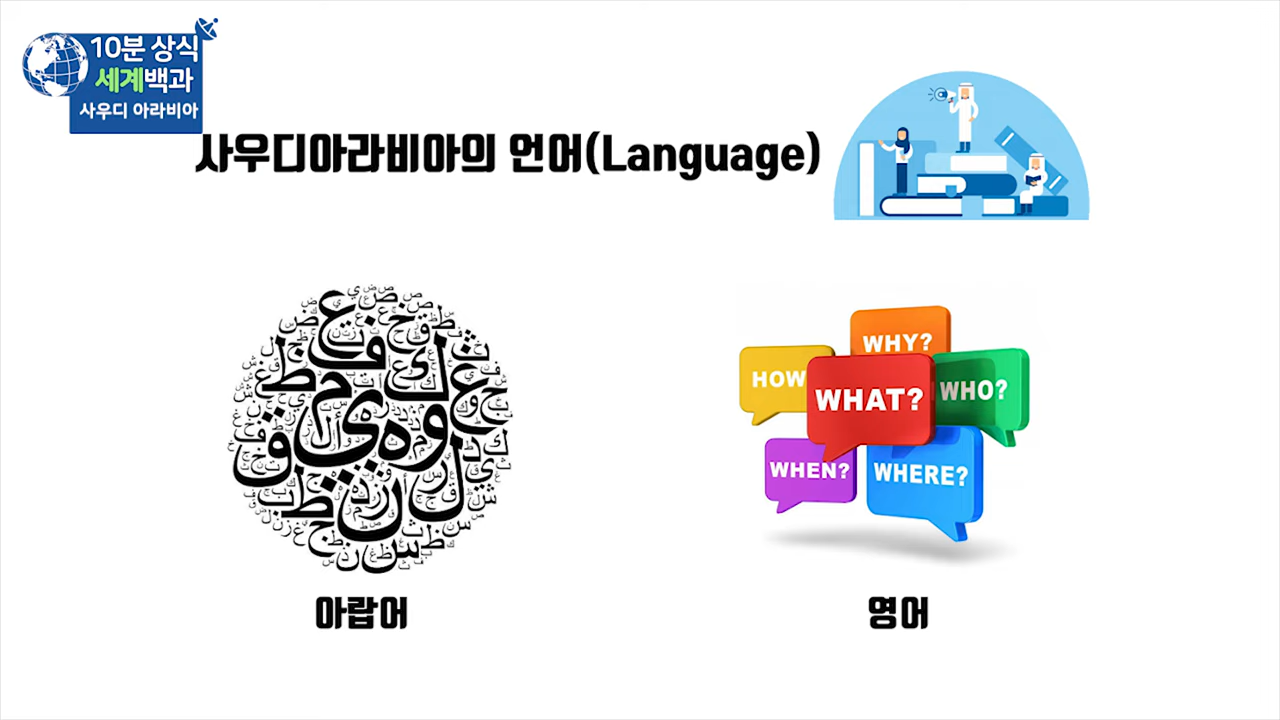 10분 상식
세계백과
사우디 아라비아
사우디아라비아의 언어(Language)
WHY?
HOW
WHAT?
WHO?
WHEN?
WHERE?
아랍어
영어